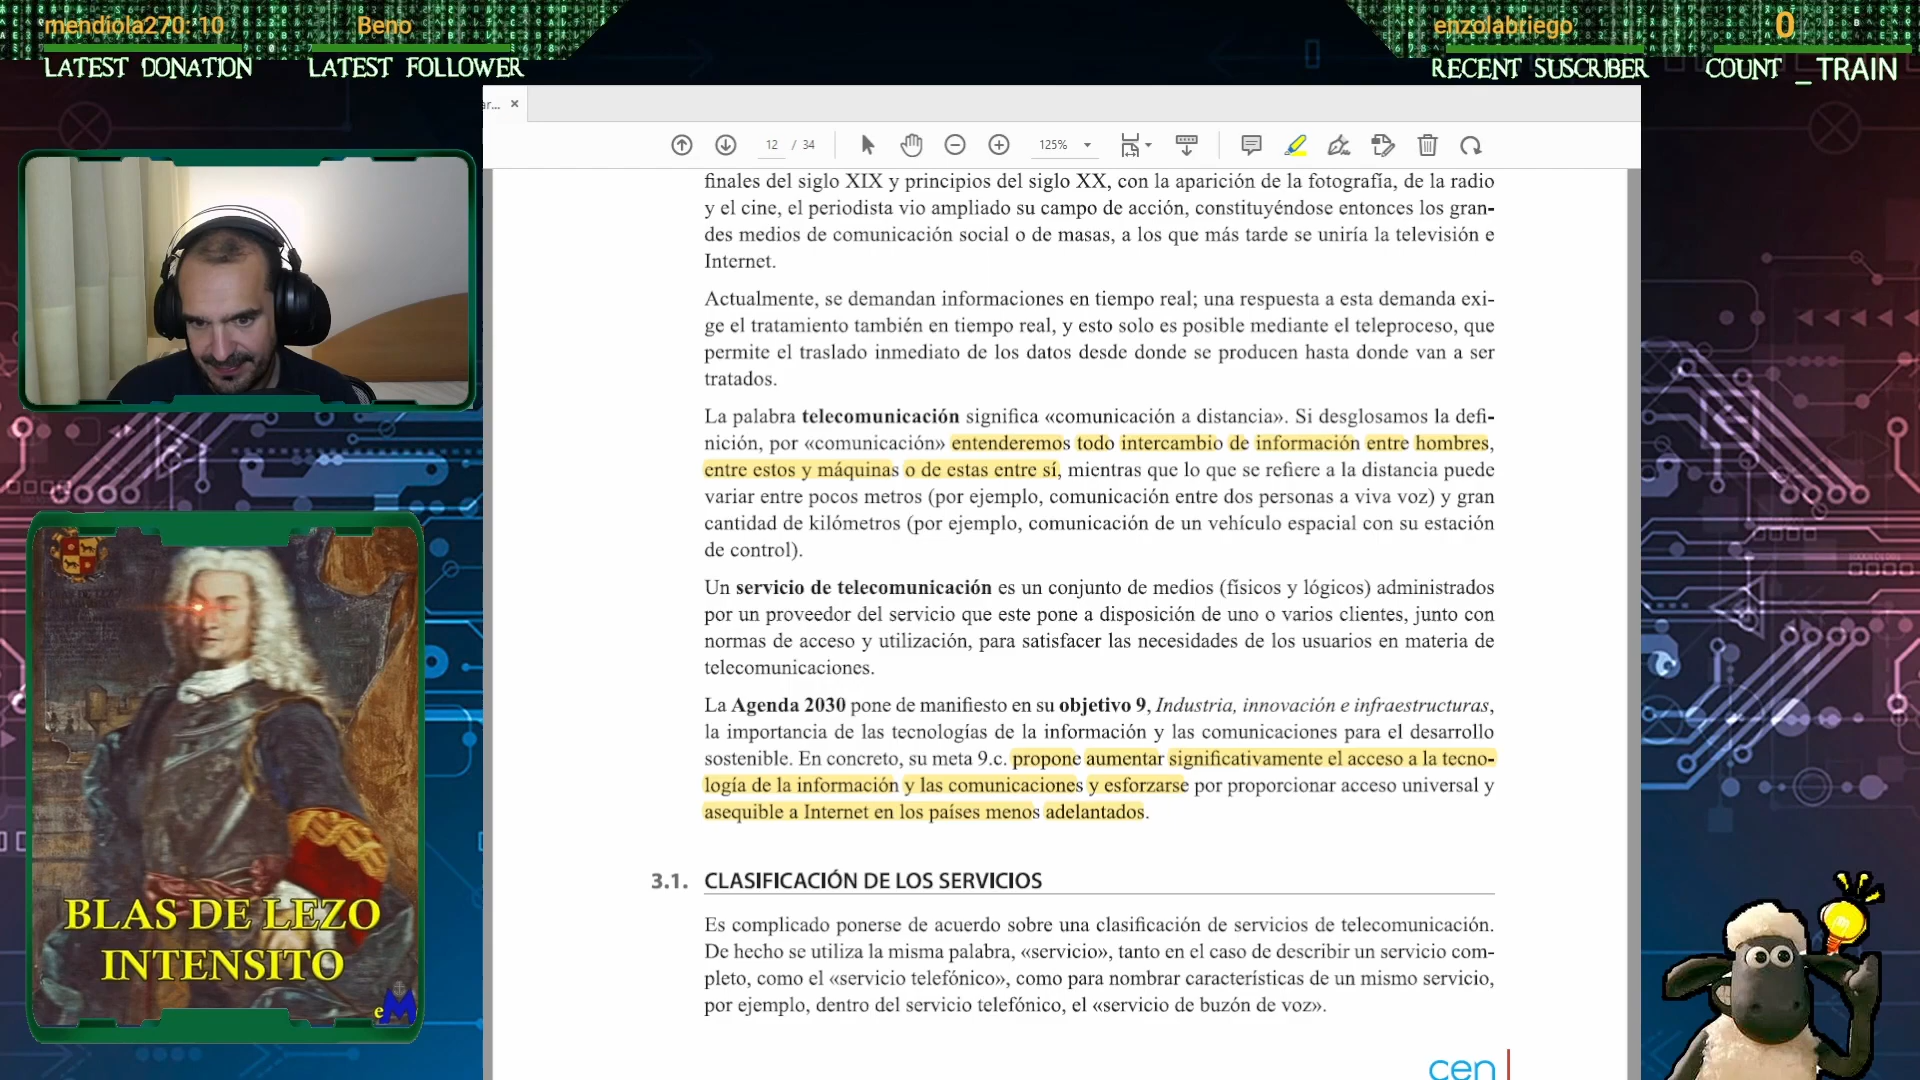 mendiola270: 10
Beno
enzolabriego
0
LATEST DONATION
LATEST FOLLOWER
RECENT SUSCRIBER
COUNT _TRAIN
ar... ×
12 / 34
125%
finales del siglo XIX y principios del siglo XX, con la aparición de la fotografía, de la radio
y el cine, el periodista vio ampliado su campo de acción, constituyéndose entonces los gran-
des medios de comunicación social o de masas, a los que más tarde se uniría la televisión e
Internet.
Actualmente, se demandan informaciones en tiempo real; una respuesta a esta demanda exi-
ge el tratamiento también en tiempo real, y esto solo es posible mediante el teleproceso, que
permite el traslado inmediato de los datos desde donde se producen hasta donde van a ser
tratados.
La palabra telecomunicación significa «comunicación a distancia». Si desglosamos la defi-
nición, por «comunicación» entenderemos todo intercambio de información entre hombres,
entre estos y máquinas o de estas entre sí, mientras que lo que se refiere a la distancia puede
variar entre pocos metros (por ejemplo, comunicación entre dos personas a viva voz) y gran
cantidad de kilómetros (por ejemplo, comunicación de un vehículo espacial con su estación
de control).
Un servicio de telecomunicación es un conjunto de medios (físicos y lógicos) administrados
por un proveedor del servicio que este pone a disposición de uno o varios clientes, junto con
normas de acceso y utilización, para satisfacer las necesidades de los usuarios en materia de
telecomunicaciones.
La Agenda 2030 pone de manifiesto en su objetivo 9, Industria, innovación e infraestructuras,
la importancia de las tecnologías de la información y las comunicaciones para el desarrollo
sostenible. En concreto, su meta 9.c. propone aumentar significativamente el acceso a la tecno-
logía de la información y las comunicaciones y esforzarse por proporcionar acceso universal y
asequible a Internet en los países menos adelantados.
3.1. CLASIFICACIÓN DE LOS SERVICIOS
Es complicado ponerse de acuerdo sobre una clasificación de servicios de telecomunicación.
De hecho se utiliza la misma palabra, «servicio», tanto en el caso de describir un servicio com-
pleto, como el «servicio telefónico», como para nombrar características de un mismo servicio,
por ejemplo, dentro del servicio telefónico, el «servicio de buzón de voz».
cen
BLAS DE LEZO
INTENSITO
eM